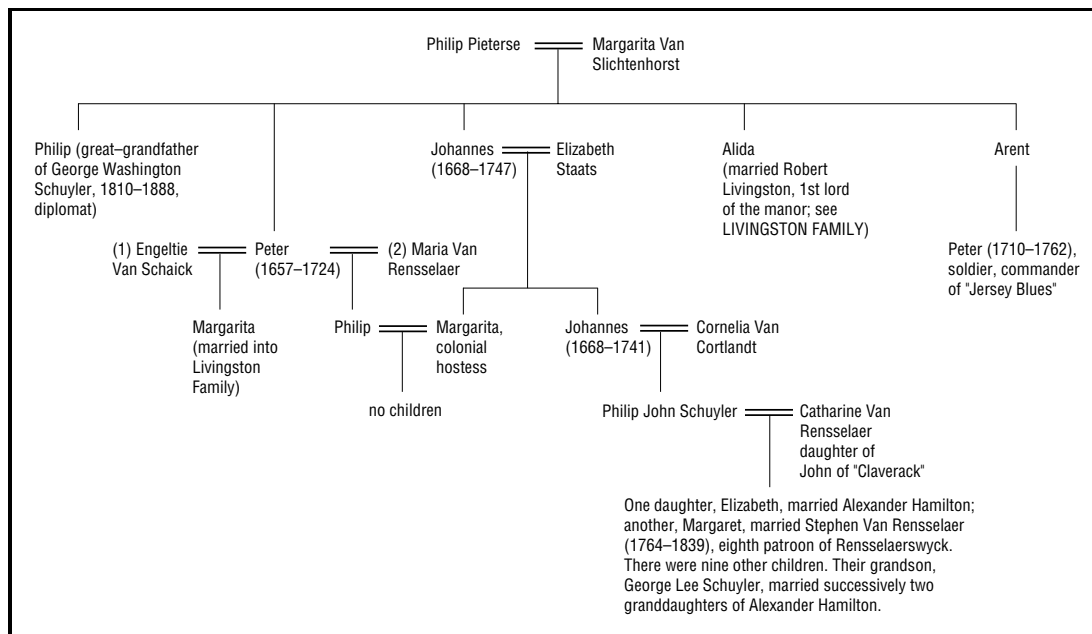 Philip Pieterse
Margarita Van
Slichtenhorst
Philip (great–grandfather
of George Washington
Schuyler, 1810–1888,
diplomat)
Johannes
(1668–1747)
Elizabeth
Staats
Alida
(married Robert
Livingston, 1st lord
of the manor; see
LIVINGSTON FAMILY)
Arent
(1) Engeltie
Van Schaick
Peter
(1657–1724)
(2) Maria Van
Rensselaer
Peter (1710–1762),
soldier, commander
of "Jersey Blues"
Margarita
(married into
Livingston
Family)
Philip
Margarita,
colonial
hostess
Johannes
(1668–1741)
Cornelia Van
Cortlandt
no children
Philip John Schuyler
Catharine Van
Rensselaer
daughter of
John of "Claverack"
One daughter, Elizabeth, married Alexander Hamilton;
another, Margaret, married Stephen Van Rensselaer
(1764–1839), eighth patroon of Rensselaerswyck.
There were nine other children. Their grandson,
George Lee Schuyler, married successively two
granddaughters of Alexander Hamilton.